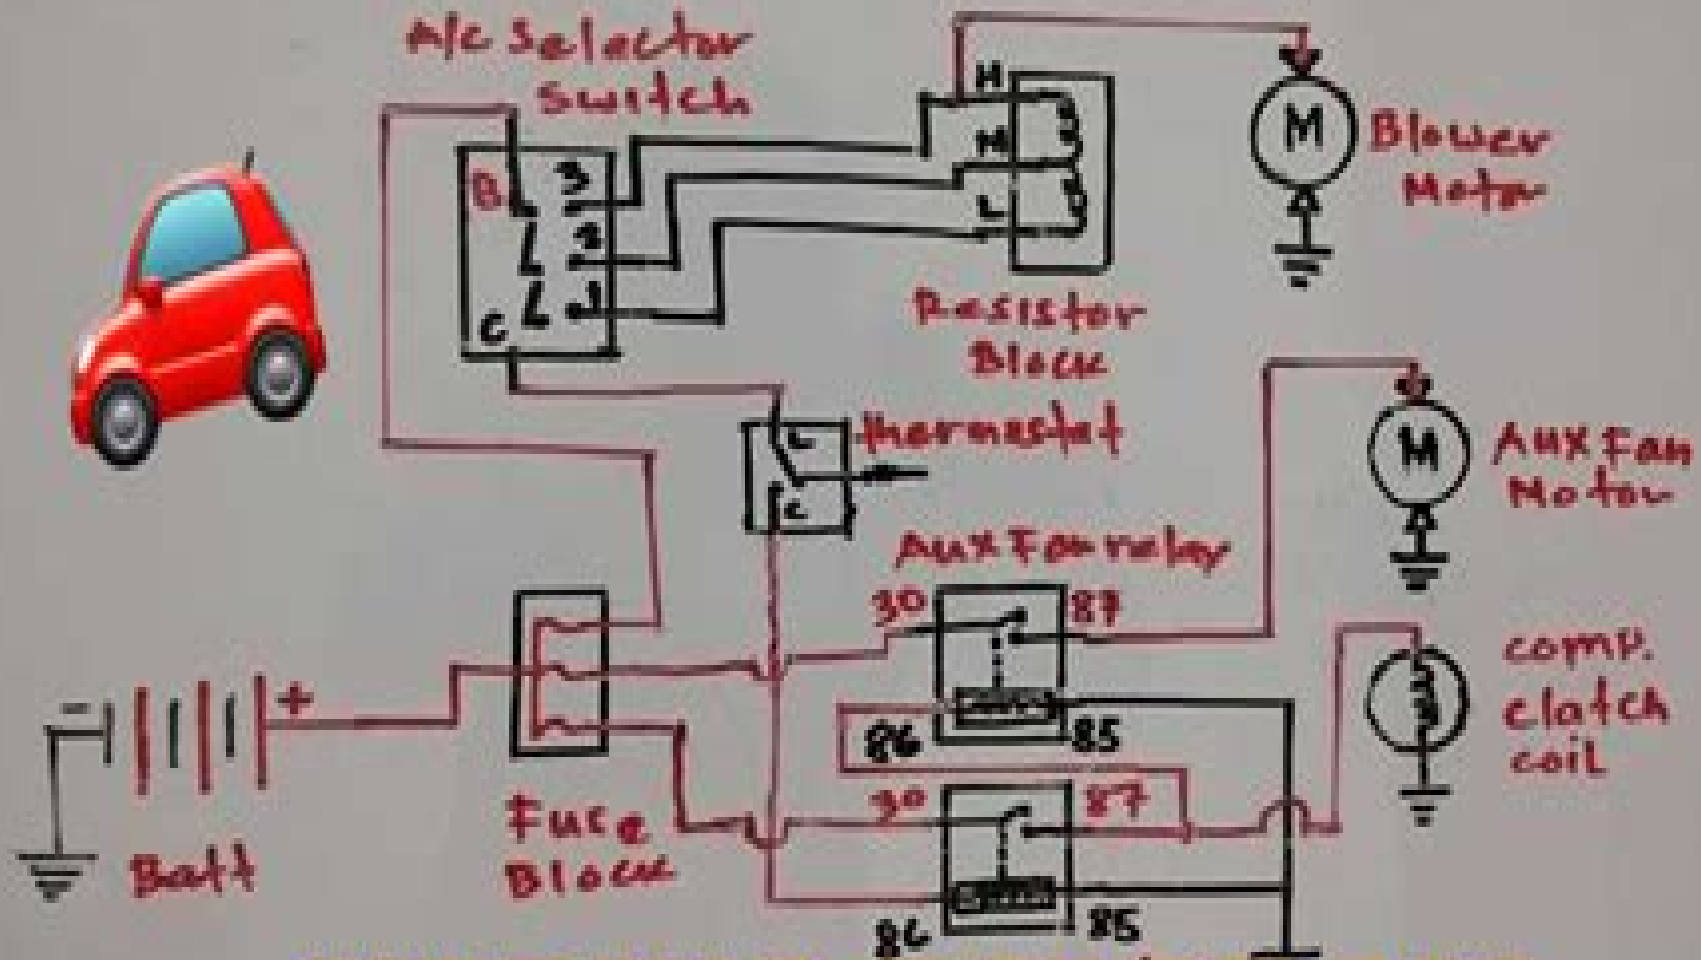 A/C Selector
Switch
B
3
2
1
C
H
M
L
M
Blower
Motor
Resistor
Block
L
C
thermostat
M
Aux Fan
Motor
Aux Fan relay
30
87
86
85
comp.
clatch
coil
-
+
Batt
Fuse
Block
30
87
86
85